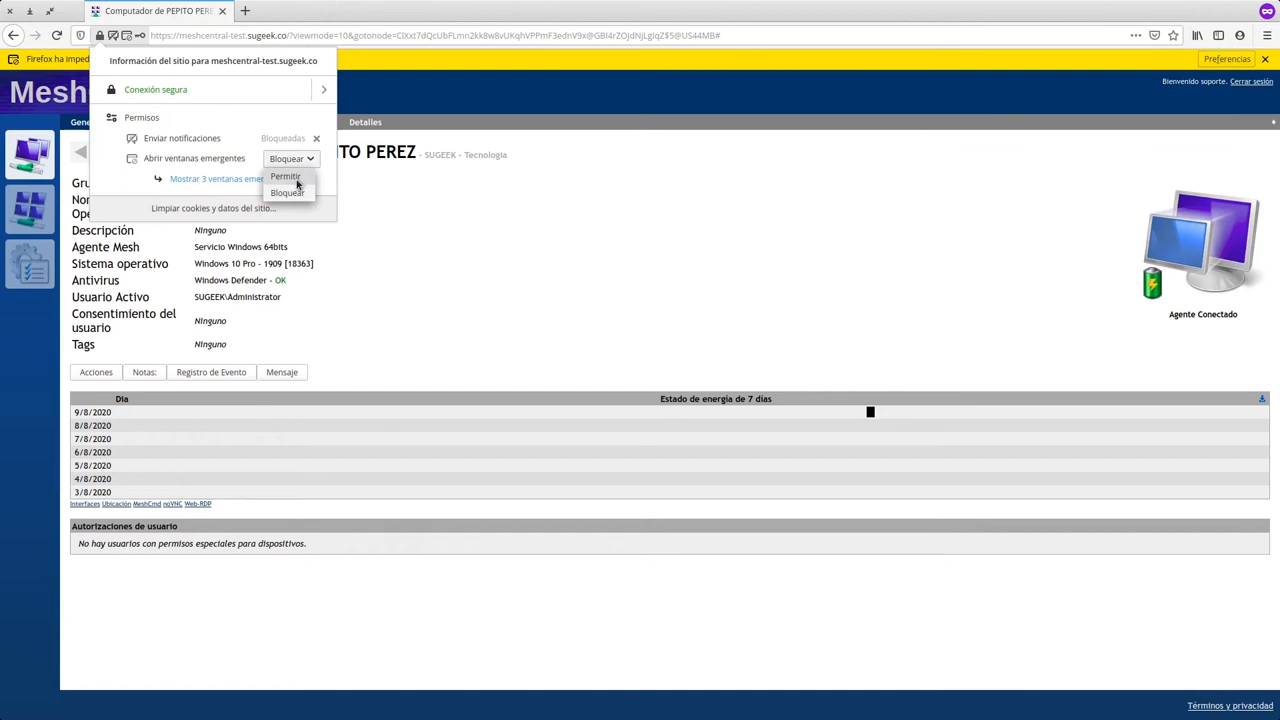 Computador de PEPITO PERE
https://meshcentral-test.sugeek.co/?viewmode=10&gotonode=ClXxt7dQcUbFLmn2kk8w8vUKqhVPPmF3ednV9x@GBI4rZOJdNjLglqZ$5@US44MB#
Firefox ha imped
Preferencias
Mesh
Bienvenido soporte. Cerrar sesión
Información del sitio para meshcentral-test.sugeek.co
Conexión segura
Permisos
Enviar notificaciones Bloqueadas
Abrir ventanas emergentes Bloquear
Mostrar 3 ventanas emer
Permitir
Bloquear
Limpiar cookies y datos del sitio...
Gene
Detalles
ITO PEREZ - SUGEEK - Tecnologia
Gru
Nor
Ope
Descripción Ninguno
Agente Mesh Servicio Windows 64bits
Sistema operativo Windows 10 Pro - 1909 [18363]
Antivirus Windows Defender - OK
Usuario Activo SUGEEK\Administrator
Consentimiento del usuario Ninguno
Tags Ninguno
Agente Conectado
Acciones Notas: Registro de Evento Mensaje
Dia Estado de energía de 7 días
9/8/2020
8/8/2020
7/8/2020
6/8/2020
5/8/2020
4/8/2020
3/8/2020
Interfaces Ubicación MeshCmd noVNC Web-RDP
Autorizaciones de usuario
No hay usuarios con permisos especiales para dispositivos.
Términos y privacidad